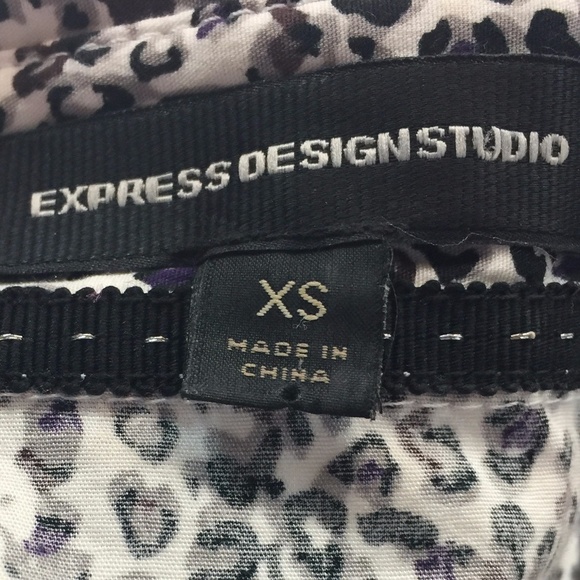 EXPRESS DESIGN STUDIO
XS
MADE IN
CHINA